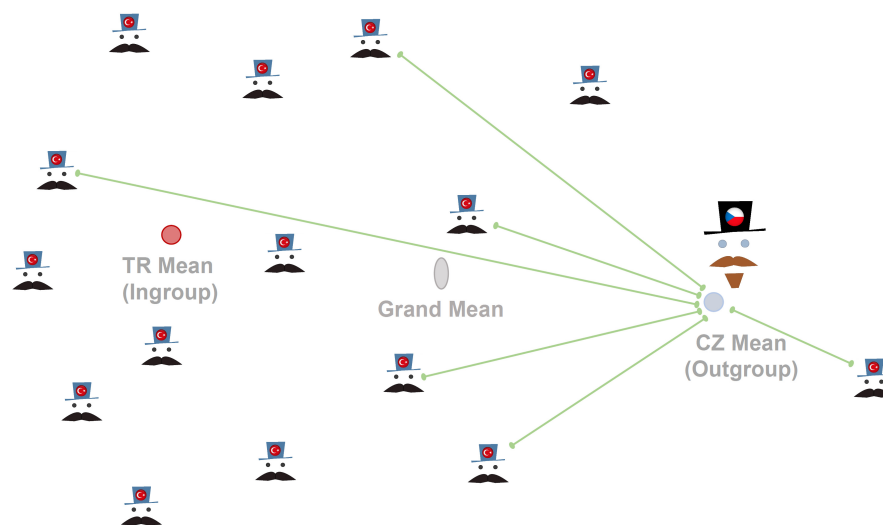 TR Mean
(Ingroup)
Grand Mean
CZ Mean
(Outgroup)